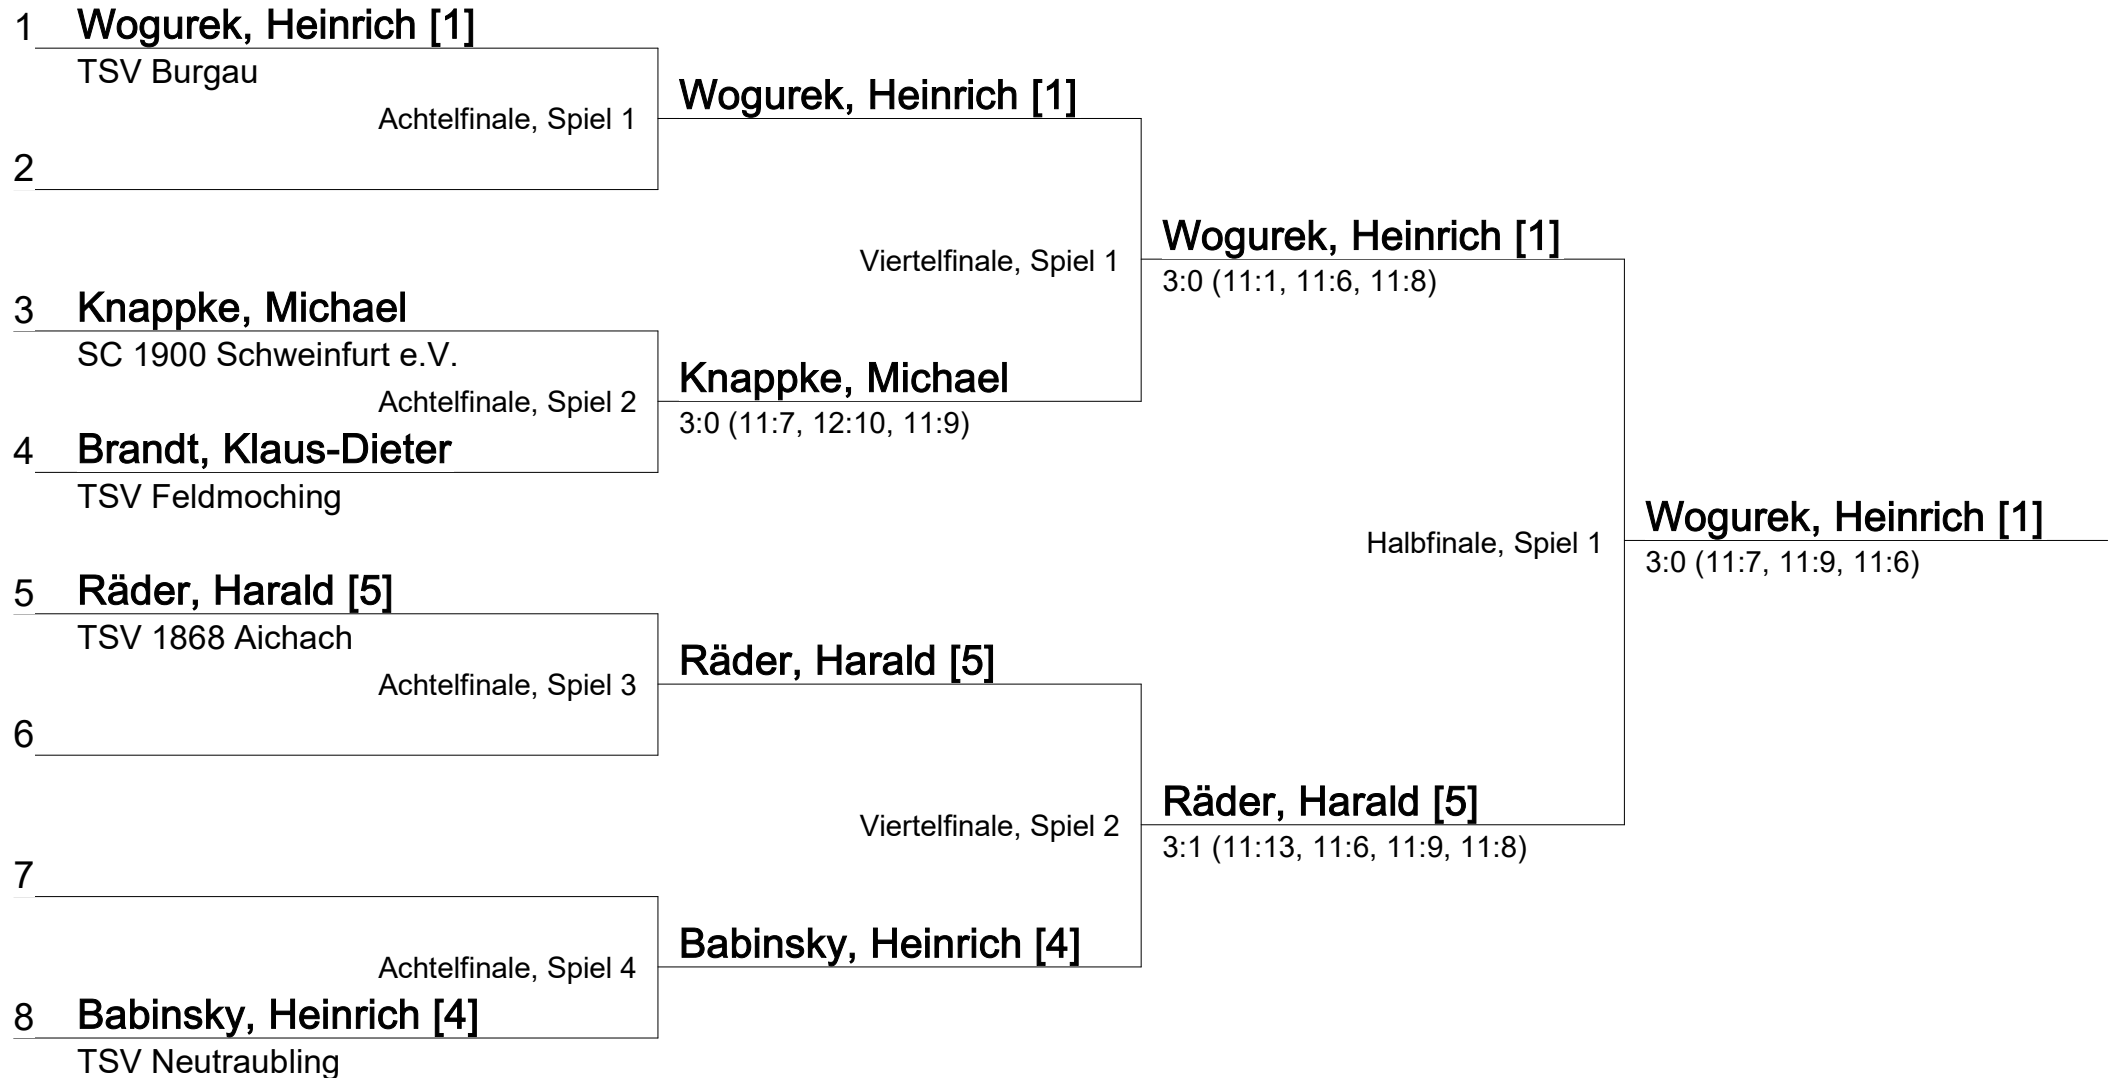 1 Wogurek, Heinrich [1]
TSV Burgau
Wogurek, Heinrich [1]
Achtelfinale, Spiel 1
2
Wogurek, Heinrich [1]
Viertelfinale, Spiel 1
3:0 (11:1, 11:6, 11:8)
3 Knappke, Michael
SC 1900 Schweinfurt e.V.
Knappke, Michael
Achtelfinale, Spiel 2
3:0 (11:7, 12:10, 11:9)
4 Brandt, Klaus-Dieter
TSV Feldmoching
Wogurek, Heinrich [1]
Halbfinale, Spiel 1
3:0 (11:7, 11:9, 11:6)
5 Räder, Harald [5]
TSV 1868 Aichach
Räder, Harald [5]
Achtelfinale, Spiel 3
6
Räder, Harald [5]
Viertelfinale, Spiel 2
3:1 (11:13, 11:6, 11:9, 11:8)
7
Babinsky, Heinrich [4]
Achtelfinale, Spiel 4
8 Babinsky, Heinrich [4]
TSV Neutraubling